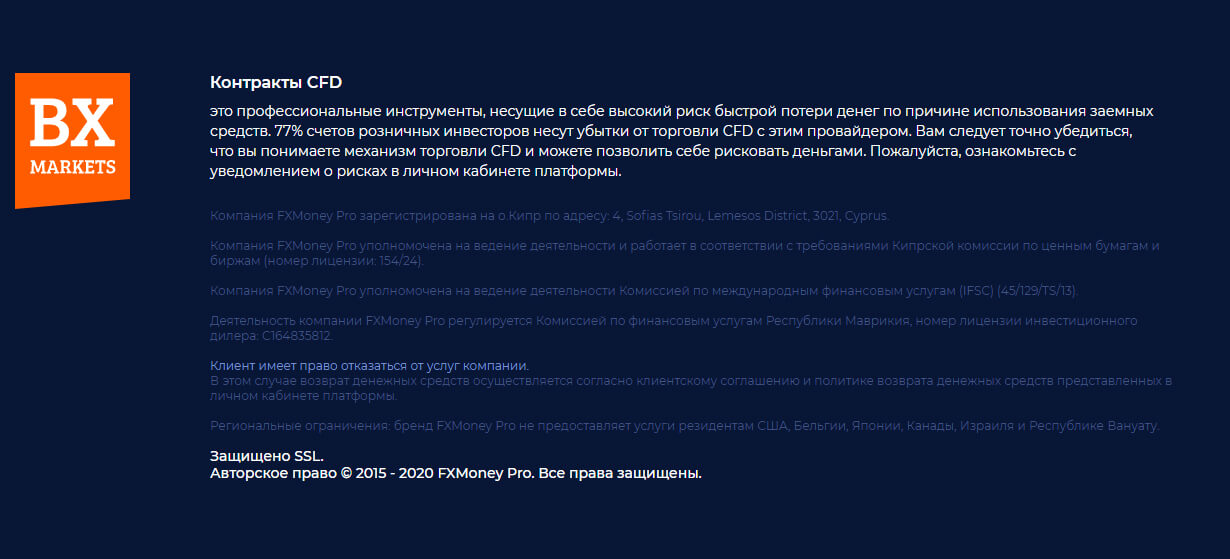 BX
MARKETS
Контракты CFD
это профессиональные инструменты, несущие в себе высокий риск быстрой потери денег по причине использования заемных
средств. 77% счетов розничных инвесторов несут убытки от торговли CFD с этим провайдером. Вам следует точно убедиться,
что вы понимаете механизм торговли CFD и можете позволить себе рисковать деньгами. Пожалуйста, ознакомьтесь с
уведомлением о рисках в личном кабинете платформы.
Компания FXMoney Pro зарегистрирована на о.Кипр по адресу: 4, Sofias Tsirou, Lemesos District, 3021, Cyprus.
Компания FXMoney Pro уполномочена на ведение деятельности и работает в соответствии с требованиями Кипрской комиссии по ценным бумагам и
биржам (номер лицензии: 154/24).
Компания FXMoney Pro уполномочена на ведение деятельности Комиссией по международным финансовым услугам (IFSC) (45/129/TS/13).
Деятельность компании FXMoney Pro регулируется Комиссией по финансовым услугам Республики Маврикия, номер лицензии инвестиционного
дилера: C164835812.
Клиент имеет право отказаться от услуг компании.
В этом случае возврат денежных средств осуществляется согласно клиентскому соглашению и политике возврата денежных средств представленных в
личном кабинете платформы.
Региональные ограничения: бренд FXMoney Pro не предоставляет услуги резидентам США, Бельгии, Японии, Канады, Израиля и Республике Вануату.
Защищено SSL.
Авторское право © 2015 - 2020 FXMoney Pro. Все права защищены.